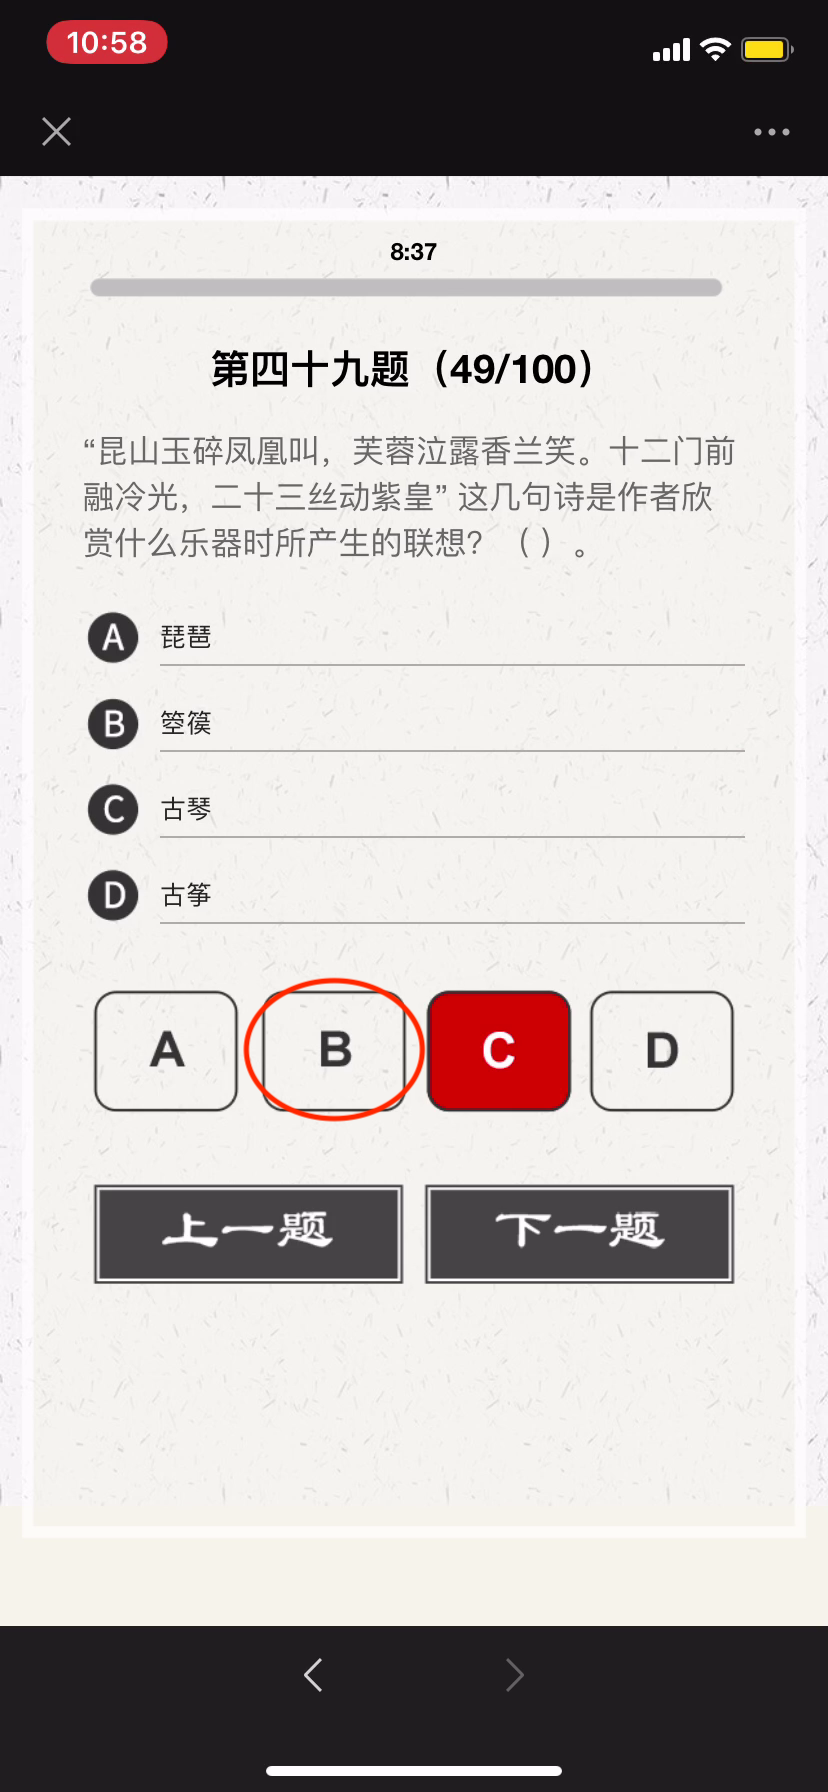 10:58
8:37
第四十九题（49/100）
“昆山玉碎凤凰叫，芙蓉泣露香兰笑。十二门前
融冷光，二十三丝动紫皇” 这几句诗是作者欣
赏什么乐器时所产生的联想？（ ）。
A 琵琶
B 箜篌
C 古琴
D 古筝
A B C D
上一题 下一题